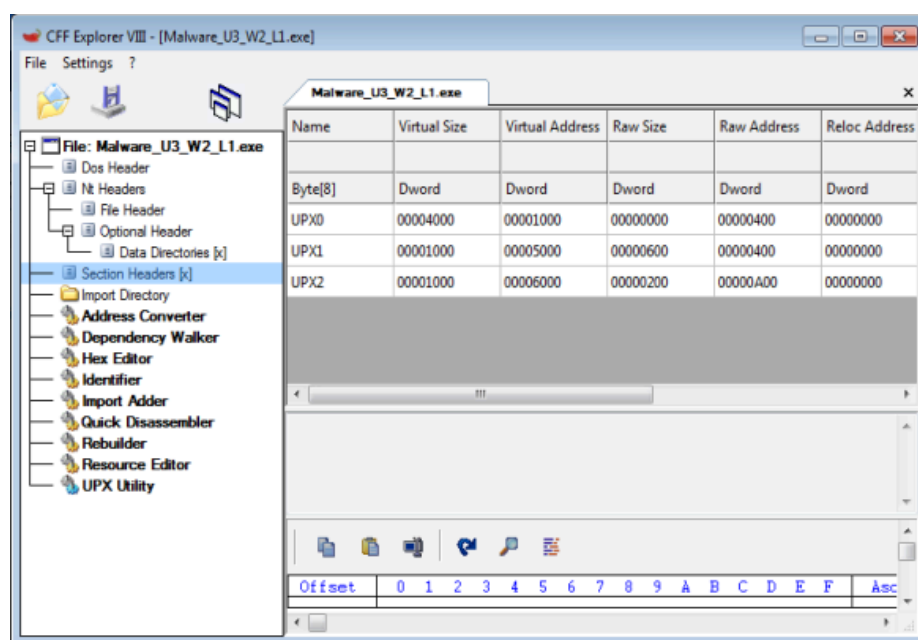 CFF Explorer VIII - [Malware_U3_W2_L1.exe]
File Settings ?
Malware_U3_W2_L1.exe
File: Malware_U3_W2_L1.exe
Dos Header
Nt Headers
File Header
Optional Header
Data Directories [x]
Section Headers [x]
Import Directory
Address Converter
Dependency Walker
Hex Editor
Identifier
Import Adder
Quick Disassembler
Rebuilder
Resource Editor
UPX Utility
Name Virtual Size Virtual Address Raw Size Raw Address Reloc Address
Byte[8] Dword Dword Dword Dword Dword
UPX0 00004000 00001000 00000000 00000400 00000000
UPX1 00001000 00005000 00000600 00000400 00000000
UPX2 00001000 00006000 00000200 00000A00 00000000
Offset 0 1 2 3 4 5 6 7 8 9 A B C D E F Asc